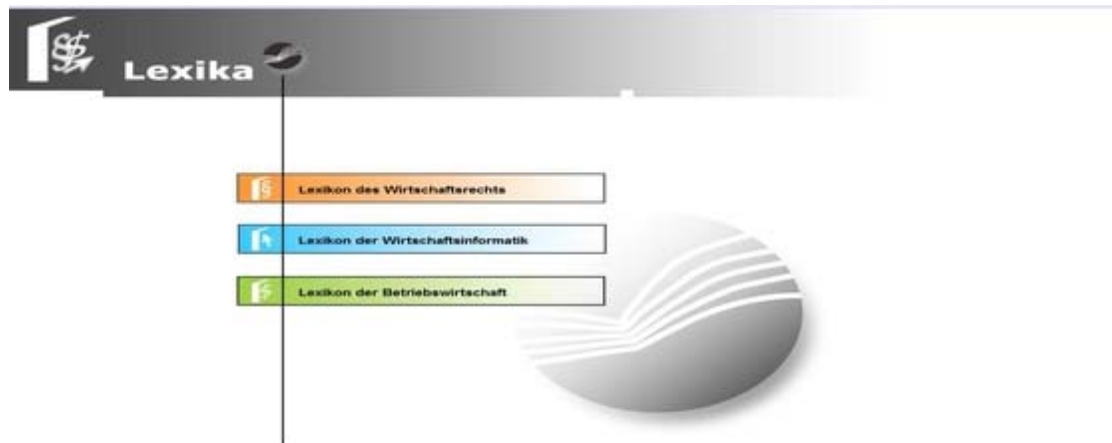 Lexika
Lexikon des Wirtschaftsrechts
Lexikon der Wirtschaftsinformatik
Lexikon der Betriebswirtschaft